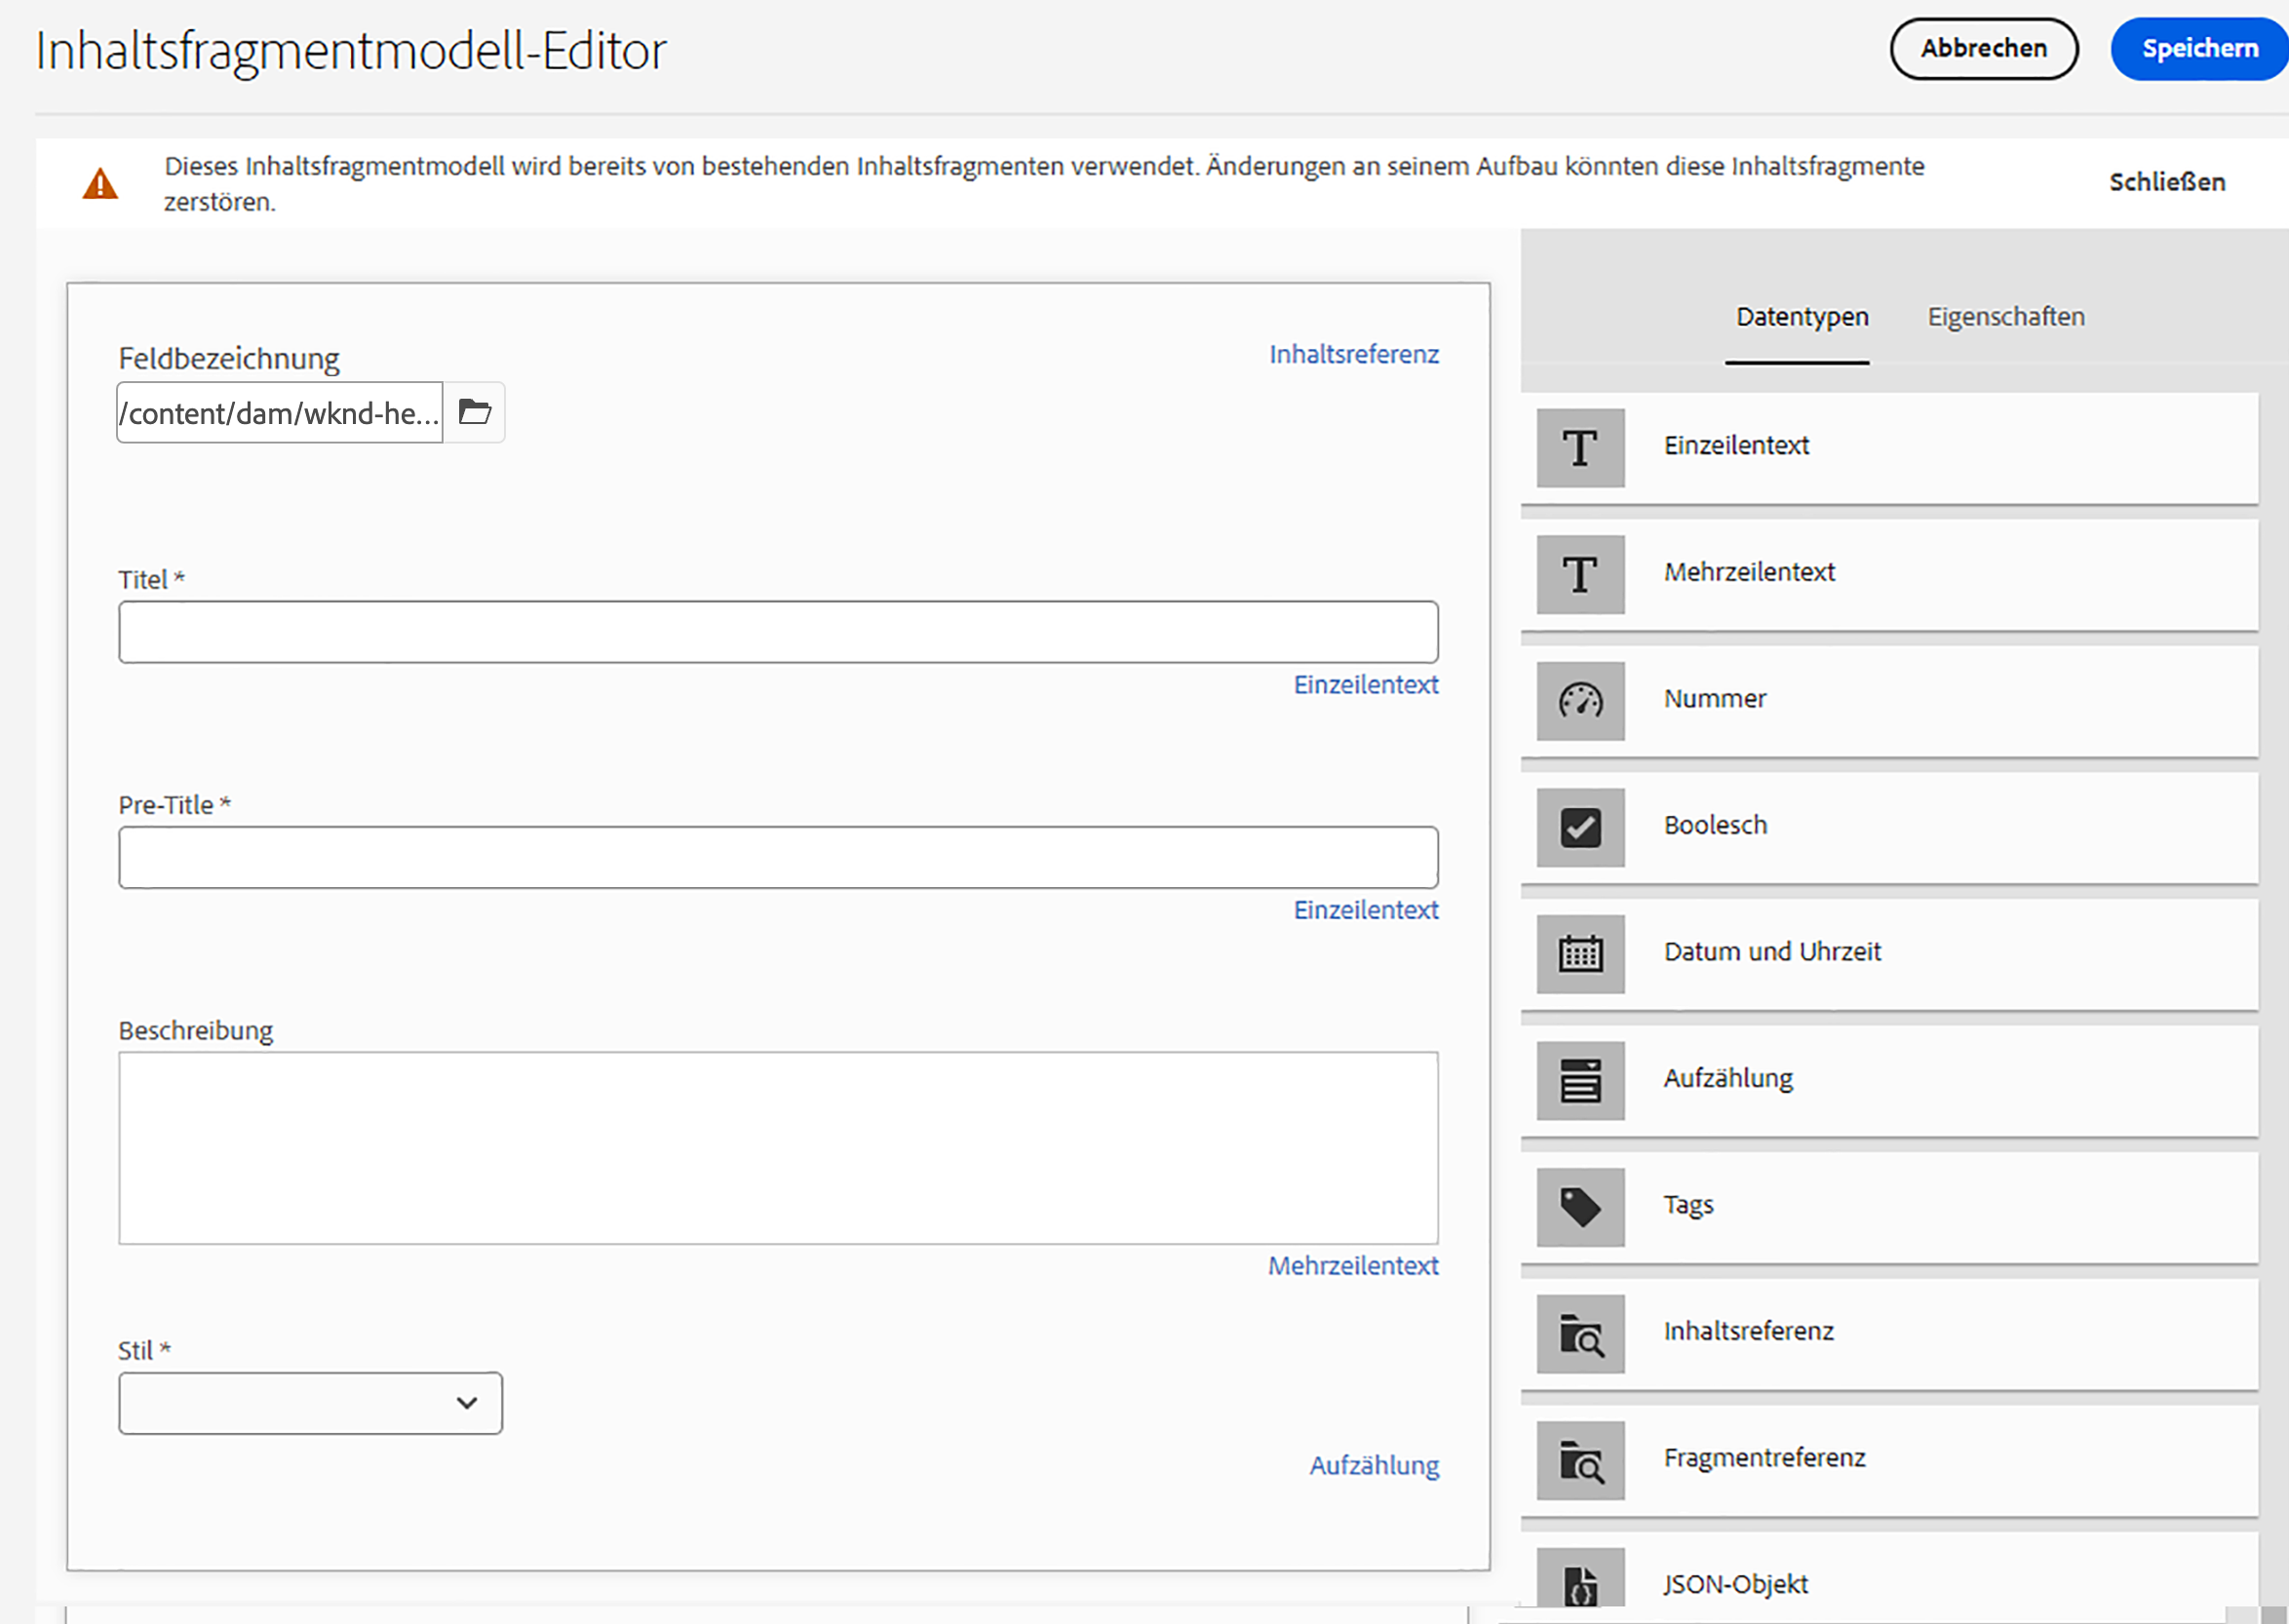 Inhaltsfragmentmodell-Editor
Abbrechen
Speichern
Dieses Inhaltsfragmentmodell wird bereits von bestehenden Inhaltsfragmenten verwendet. Änderungen an seinem Aufbau könnten diese Inhaltsfragmente
zerstören.
Schließen
Feldbezeichnung
Inhaltsreferenz
/content/dam/wknd-he...
Titel *
Einzeilentext
Pre-Title *
Einzeilentext
Beschreibung
Mehrzeilentext
Stil *
Aufzählung
Datentypen
Eigenschaften
Einzeilentext
Mehrzeilentext
Nummer
Boolesch
Datum und Uhrzeit
Aufzählung
Tags
Inhaltsreferenz
Fragmentreferenz
JSON-Objekt